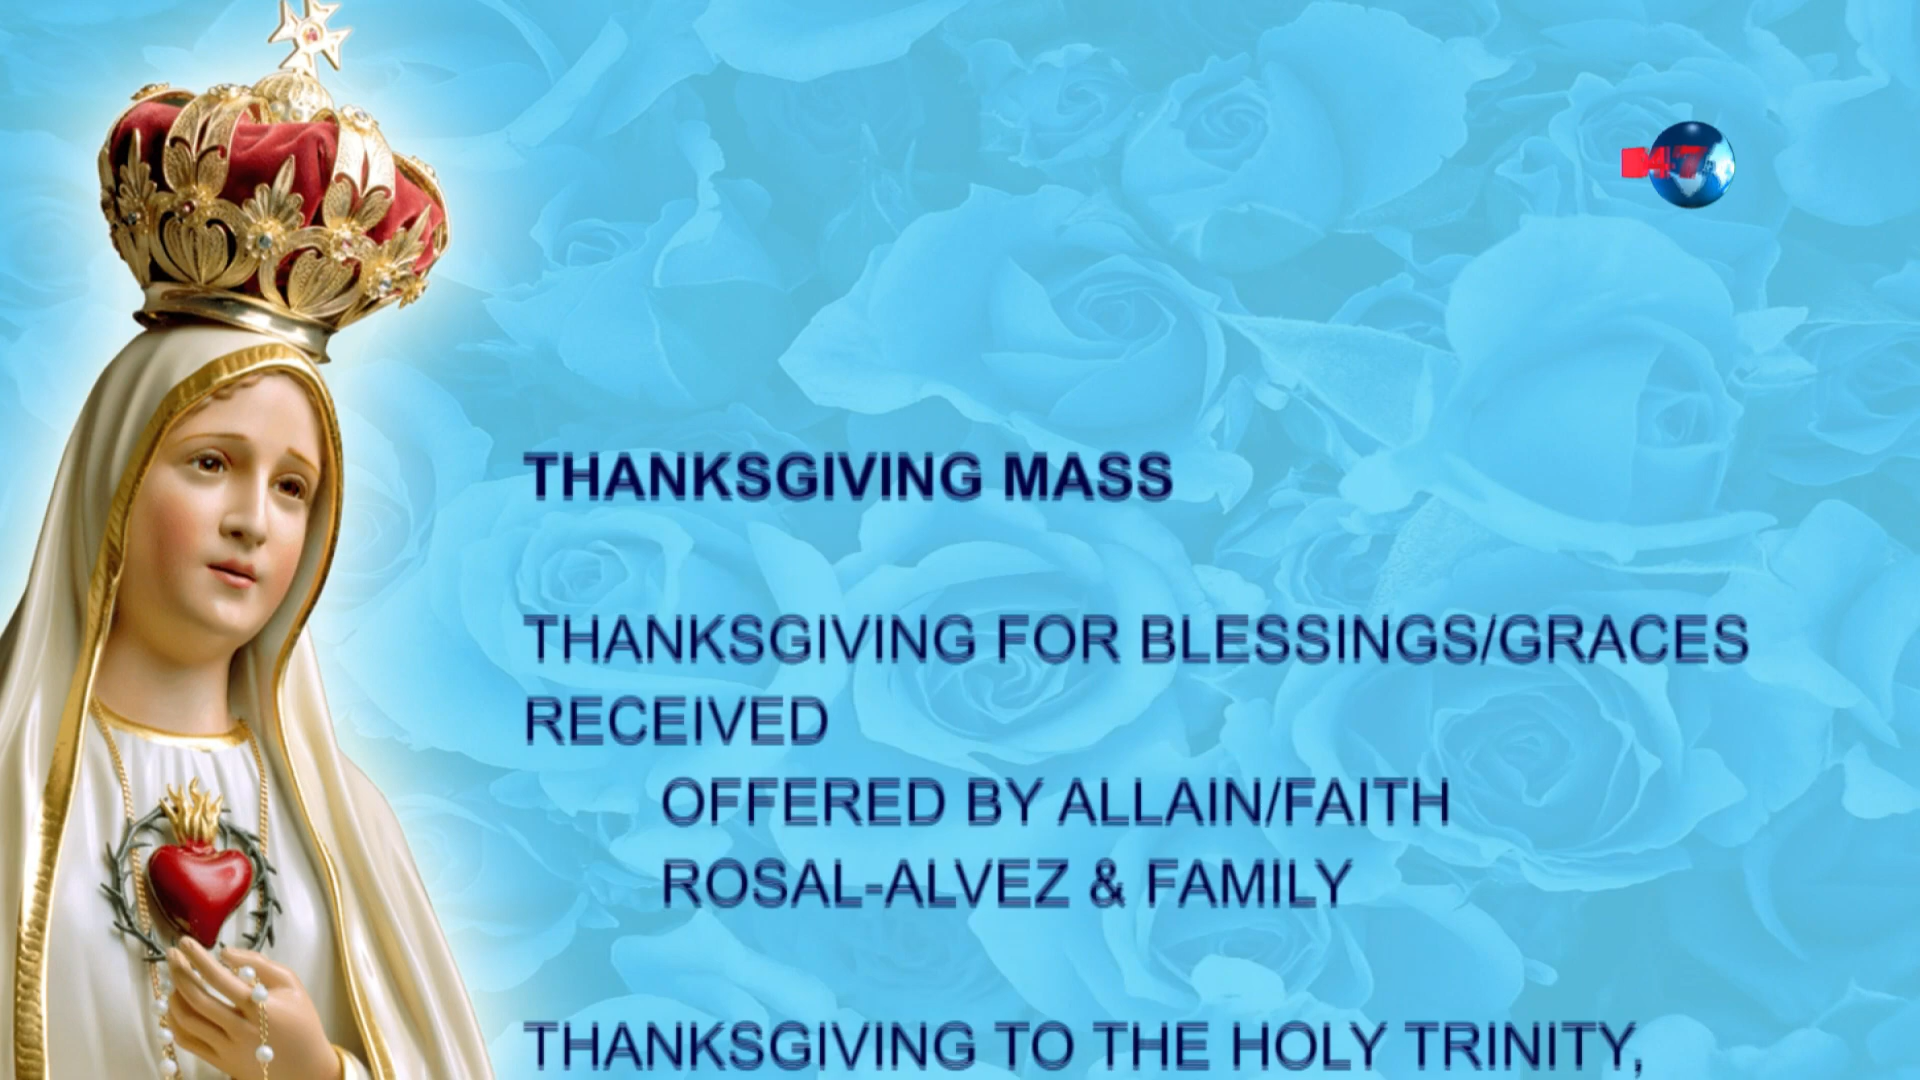 THANKSGIVING MASS
THANKSGIVING FOR BLESSINGS/GRACES
RECEIVED
OFFERED BY ALLAIN/FAITH
ROSAL-ALVEZ & FAMILY
THANKSGIVING TO THE HOLY TRINITY,